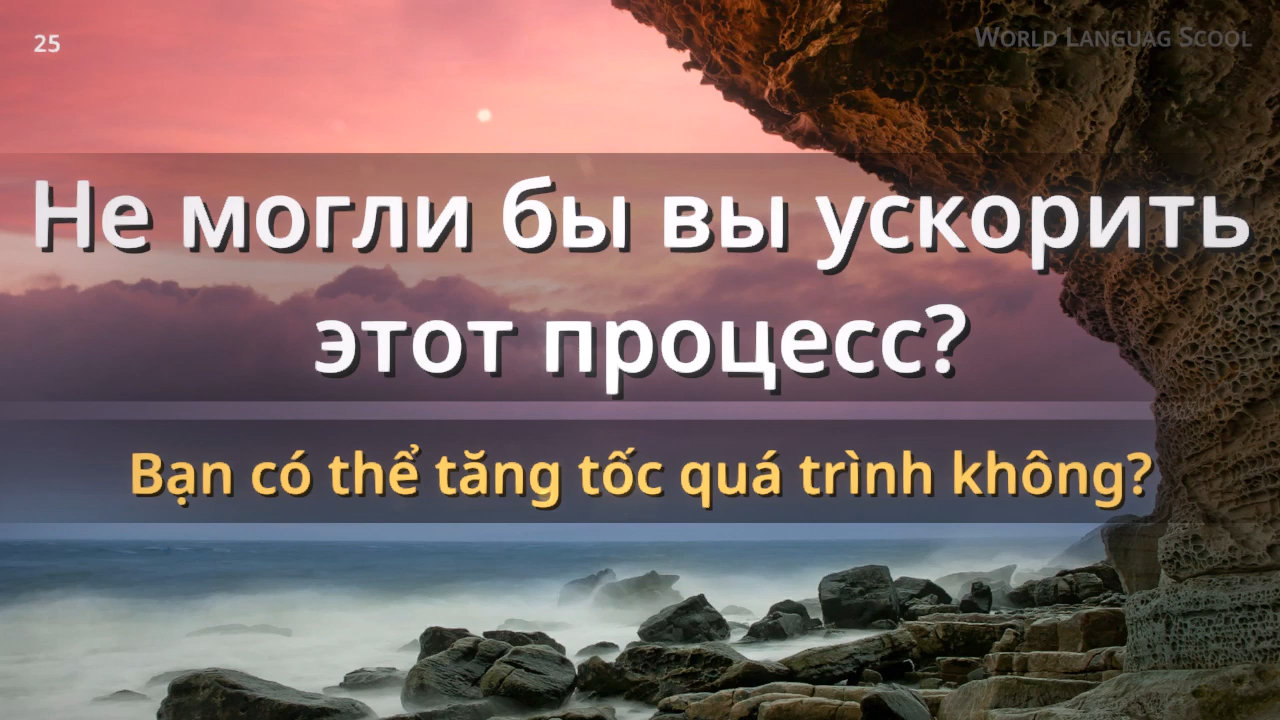 25
World Languag Scool
Не могли бы вы ускорить
этот процесс?
Bạn có thể tăng tốc quá trình không?